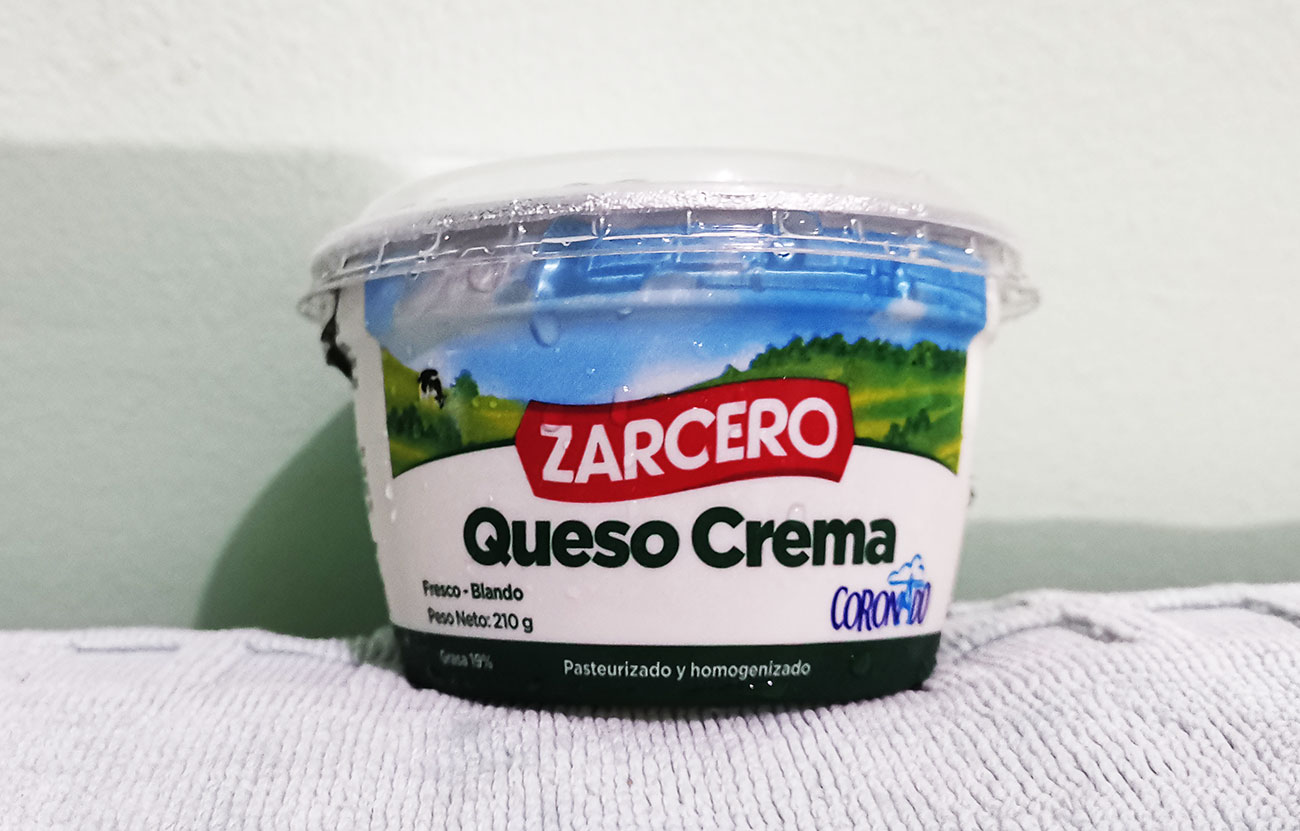 ZARCERO
Queso Crema
Fresco - Blando
Peso Neto: 210 g
CORONADO
Grasa 19%
Pasteurizado y homogenizado